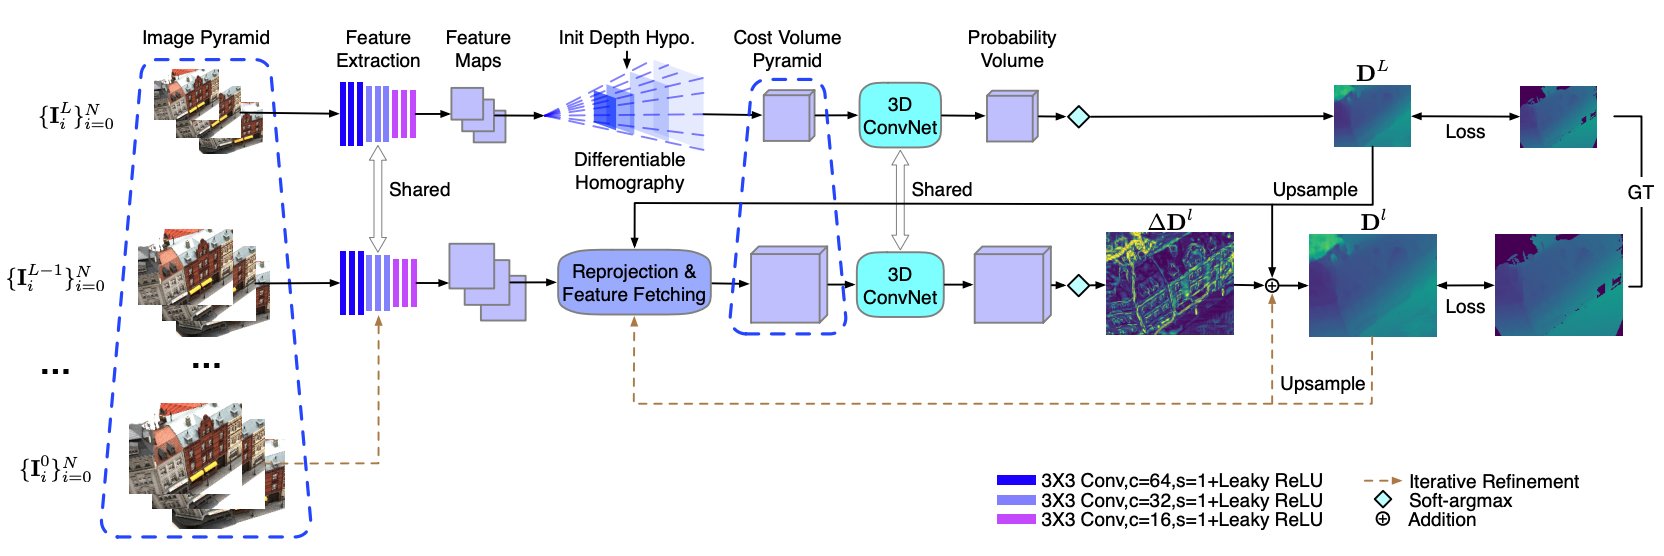 Image Pyramid
Feature
Extraction
Feature
Maps
Init Depth Hypo.
Cost Volume
Pyramid
Probability
Volume
{I_i^L}_{i=0}^N
Differentiable
Homography
3D
ConvNet
D^L
Loss
Shared
Shared
Upsample
GT
{I_i^{L-1}}_{i=0}^N
Reprojection &
Feature Fetching
3D
ConvNet
ΔD^l
D^l
Loss
...
...
Upsample
{I_i^0}_{i=0}^N
3X3 Conv,c=64,s=1+Leaky ReLU
3X3 Conv,c=32,s=1+Leaky ReLU
3X3 Conv,c=16,s=1+Leaky ReLU
Iterative Refinement
Soft-argmax
Addition